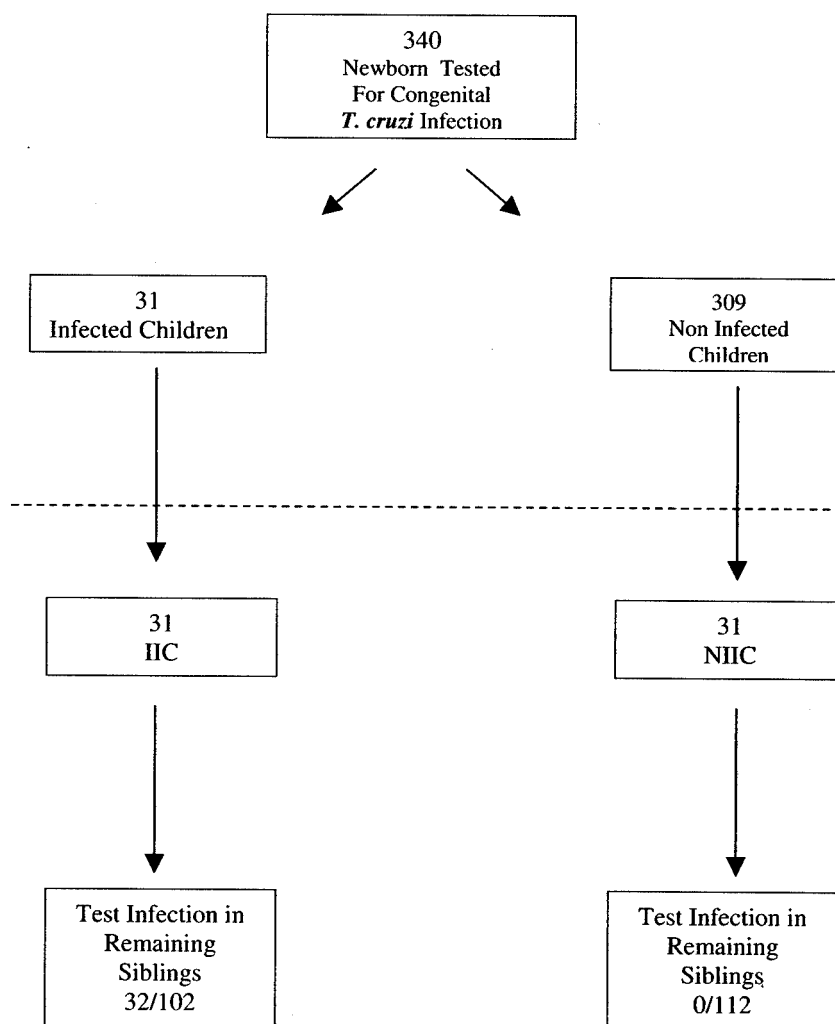 340
Newborn Tested
For Congenital
T. cruzi Infection
31
Infected Children
309
Non Infected
Children
31
IIC
31
NIIC
Test Infection in
Remaining
Siblings
32/102
Test Infection in
Remaining
Siblings
0/112